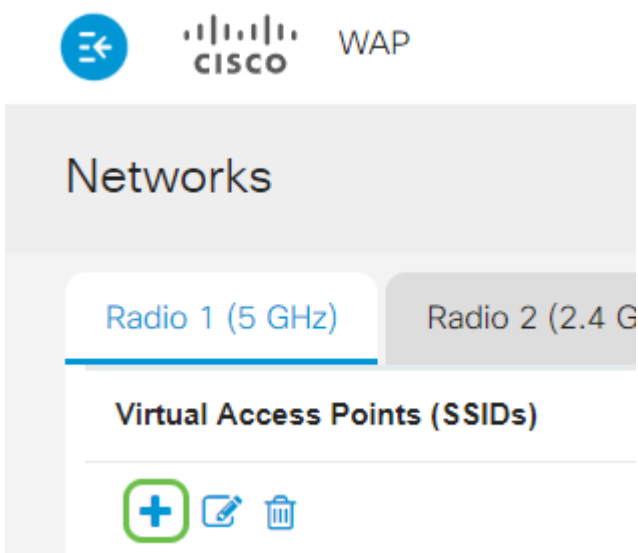 CISCO WAP
Networks
Radio 1 (5 GHz) Radio 2 (2.4 G
Virtual Access Points (SSIDs)